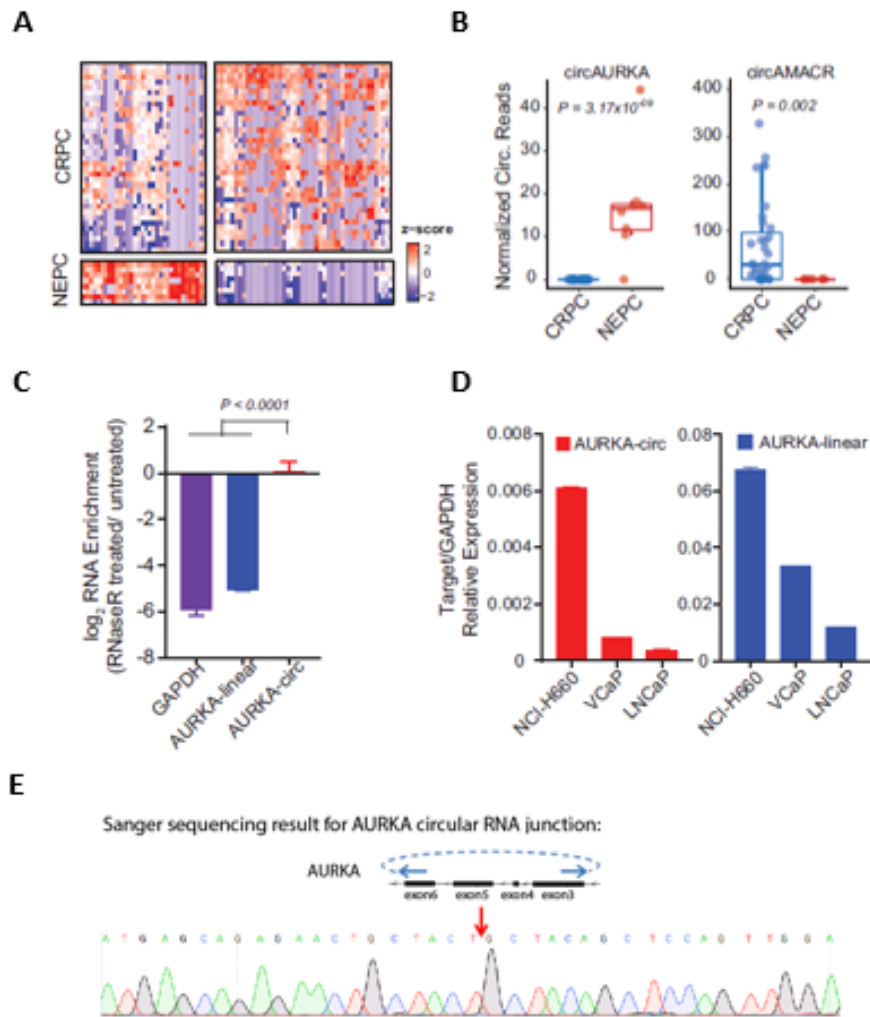 A
CRPC
NEPC
z-score
2
0
-2
B
circAURKA
circAMACR
Normalized Circ. Reads
P = 3.17x10^-09
P = 0.002
40
30
20
10
0
400
300
200
100
0
CRPC
NEPC
CRPC
NEPC
C
P < 0.0001
log2 RNA Enrichment
(RNaseR treated/ untreated)
2
0
-2
-4
-6
-8
GAPDH
AURKA-linear
AURKA-circ
D
Target/GAPDH
Relative Expression
0.008
0.006
0.004
0.002
0
AURKA-circ
NCI-H660
VCaP
LNCaP
0.08
0.06
0.04
0.02
0
AURKA-linear
NCI-H660
VCaP
LNCaP
E
Sanger sequencing result for AURKA circular RNA junction:
AURKA
exon6 exon5 exon4 exon3
A T G A G C A G A G A A C T G C T A C T G C T A C A G C T C C A G T T G G A